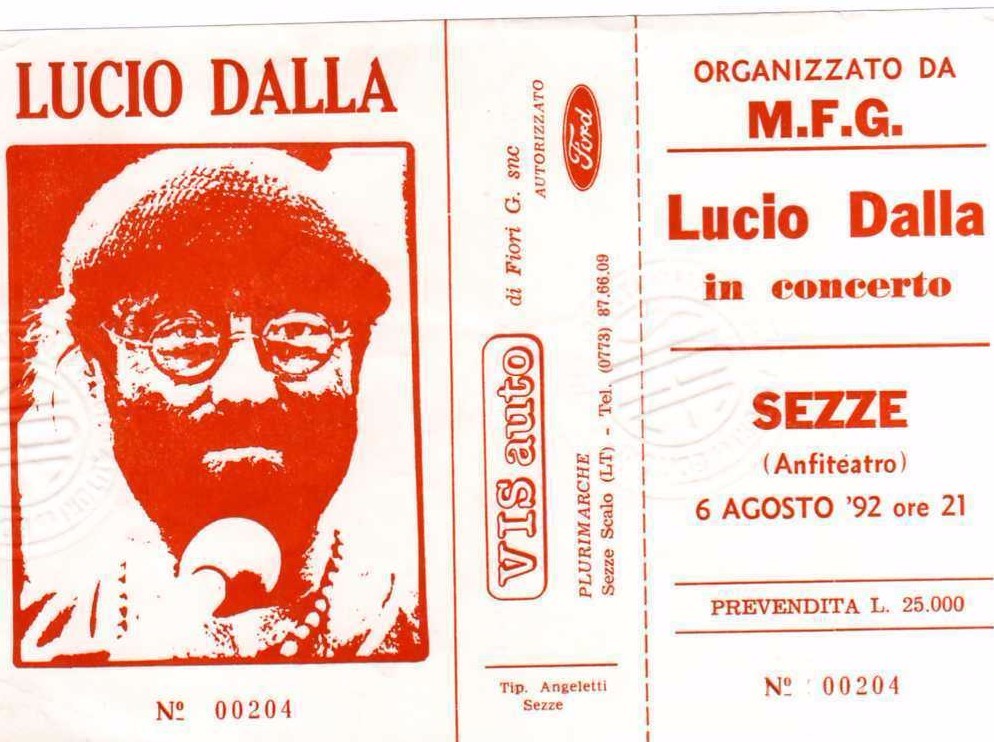 LUCIO DALLA
Nº 00204
VIS auto di Fiori G. snc
AUTORIZZATO
Ford
PLURIMARCHE
Sezze Scalo (LT) - Tel. (0773) 87.66.09
Tip. Angeletti
Sezze
ORGANIZZATO DA
M.F.G.
Lucio Dalla
in concerto
SEZZE
(Anfiteatro)
6 AGOSTO '92 ore 21
PREVENDITA L. 25.000
Nº 00204